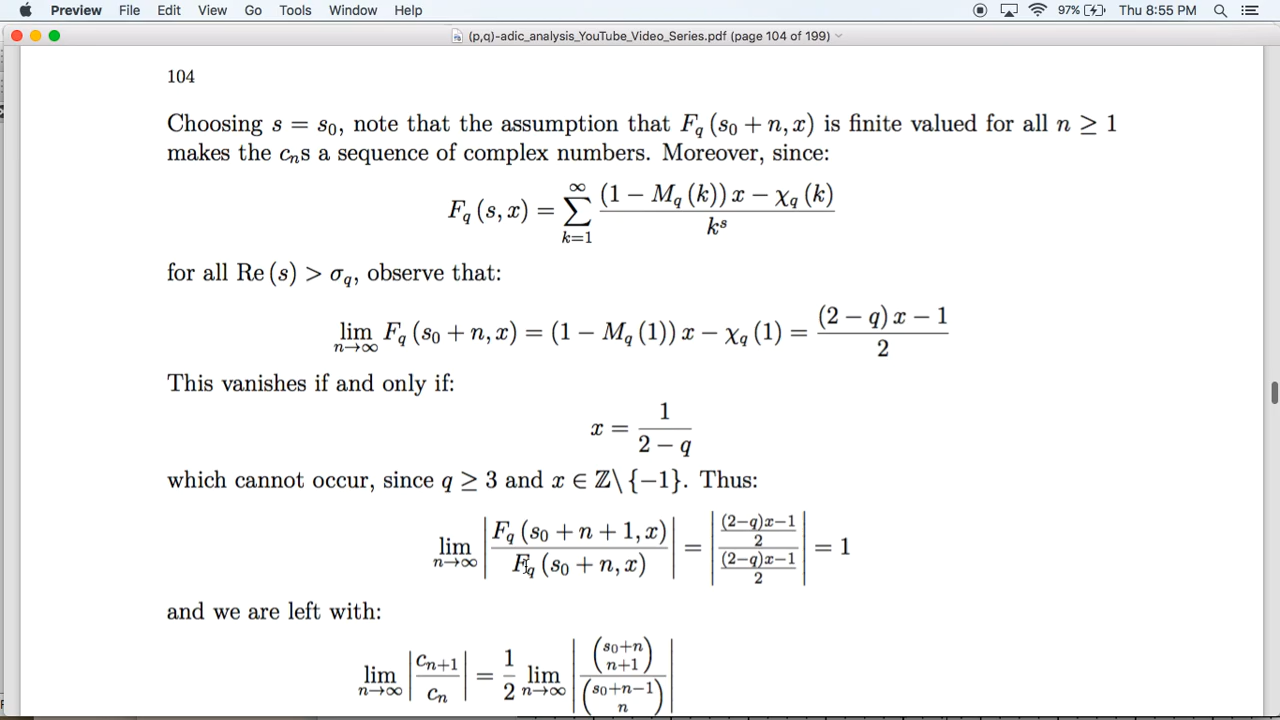 Preview File Edit View Go Tools Window Help 97% Thu 8:55 PM
(p,q)-adic_analysis_YouTube_Video_Series.pdf (page 104 of 199)
104
Choosing s = s₀, note that the assumption that F_q (s₀ + n, x) is finite valued for all n ≥ 1
makes the c_ns a sequence of complex numbers. Moreover, since:
F_q (s, x) = ∑_{k=1}^{∞} ((1 − M_q (k)) x − χ_q (k)) / k^s
for all Re (s) > σ_q, observe that:
lim_{n→∞} F_q (s₀ + n, x) = (1 − M_q (1)) x − χ_q (1) = ((2 − q) x − 1) / 2
This vanishes if and only if:
x = 1 / (2 − q)
which cannot occur, since q ≥ 3 and x ∈ ℤ\ {−1}. Thus:
lim_{n→∞} | F_q (s₀ + n + 1, x) / F_q (s₀ + n, x) | = | (((2−q)x−1) / 2) / (((2−q)x−1) / 2) | = 1
and we are left with:
lim_{n→∞} | c_{n+1} / c_n | = 1/2 lim_{n→∞} | (s₀+n \choose n+1) / (s₀+n−1 \choose n) |